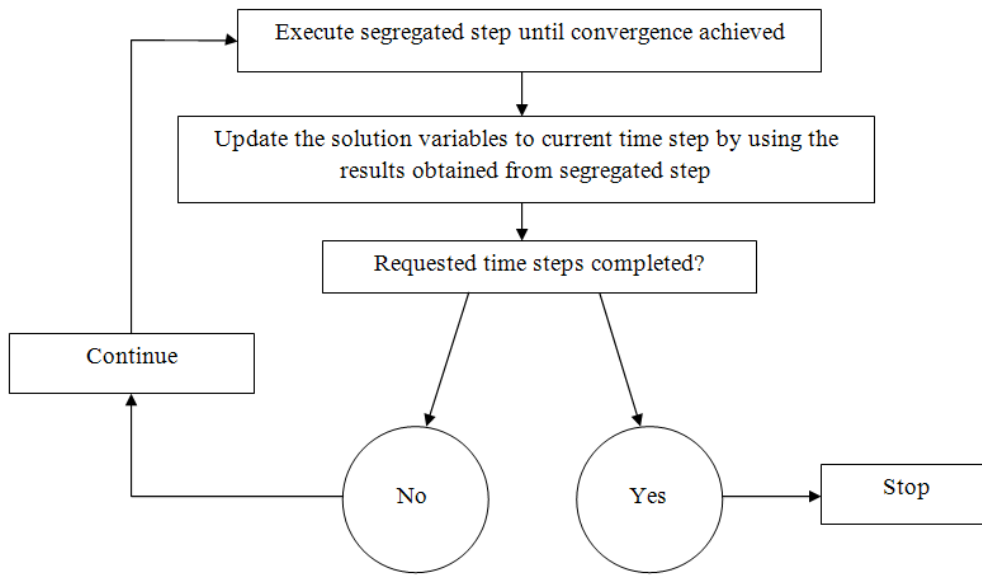 Execute segregated step until convergence achieved
Update the solution variables to current time step by using the
results obtained from segregated step
Requested time steps completed?
Continue
No
Yes
Stop